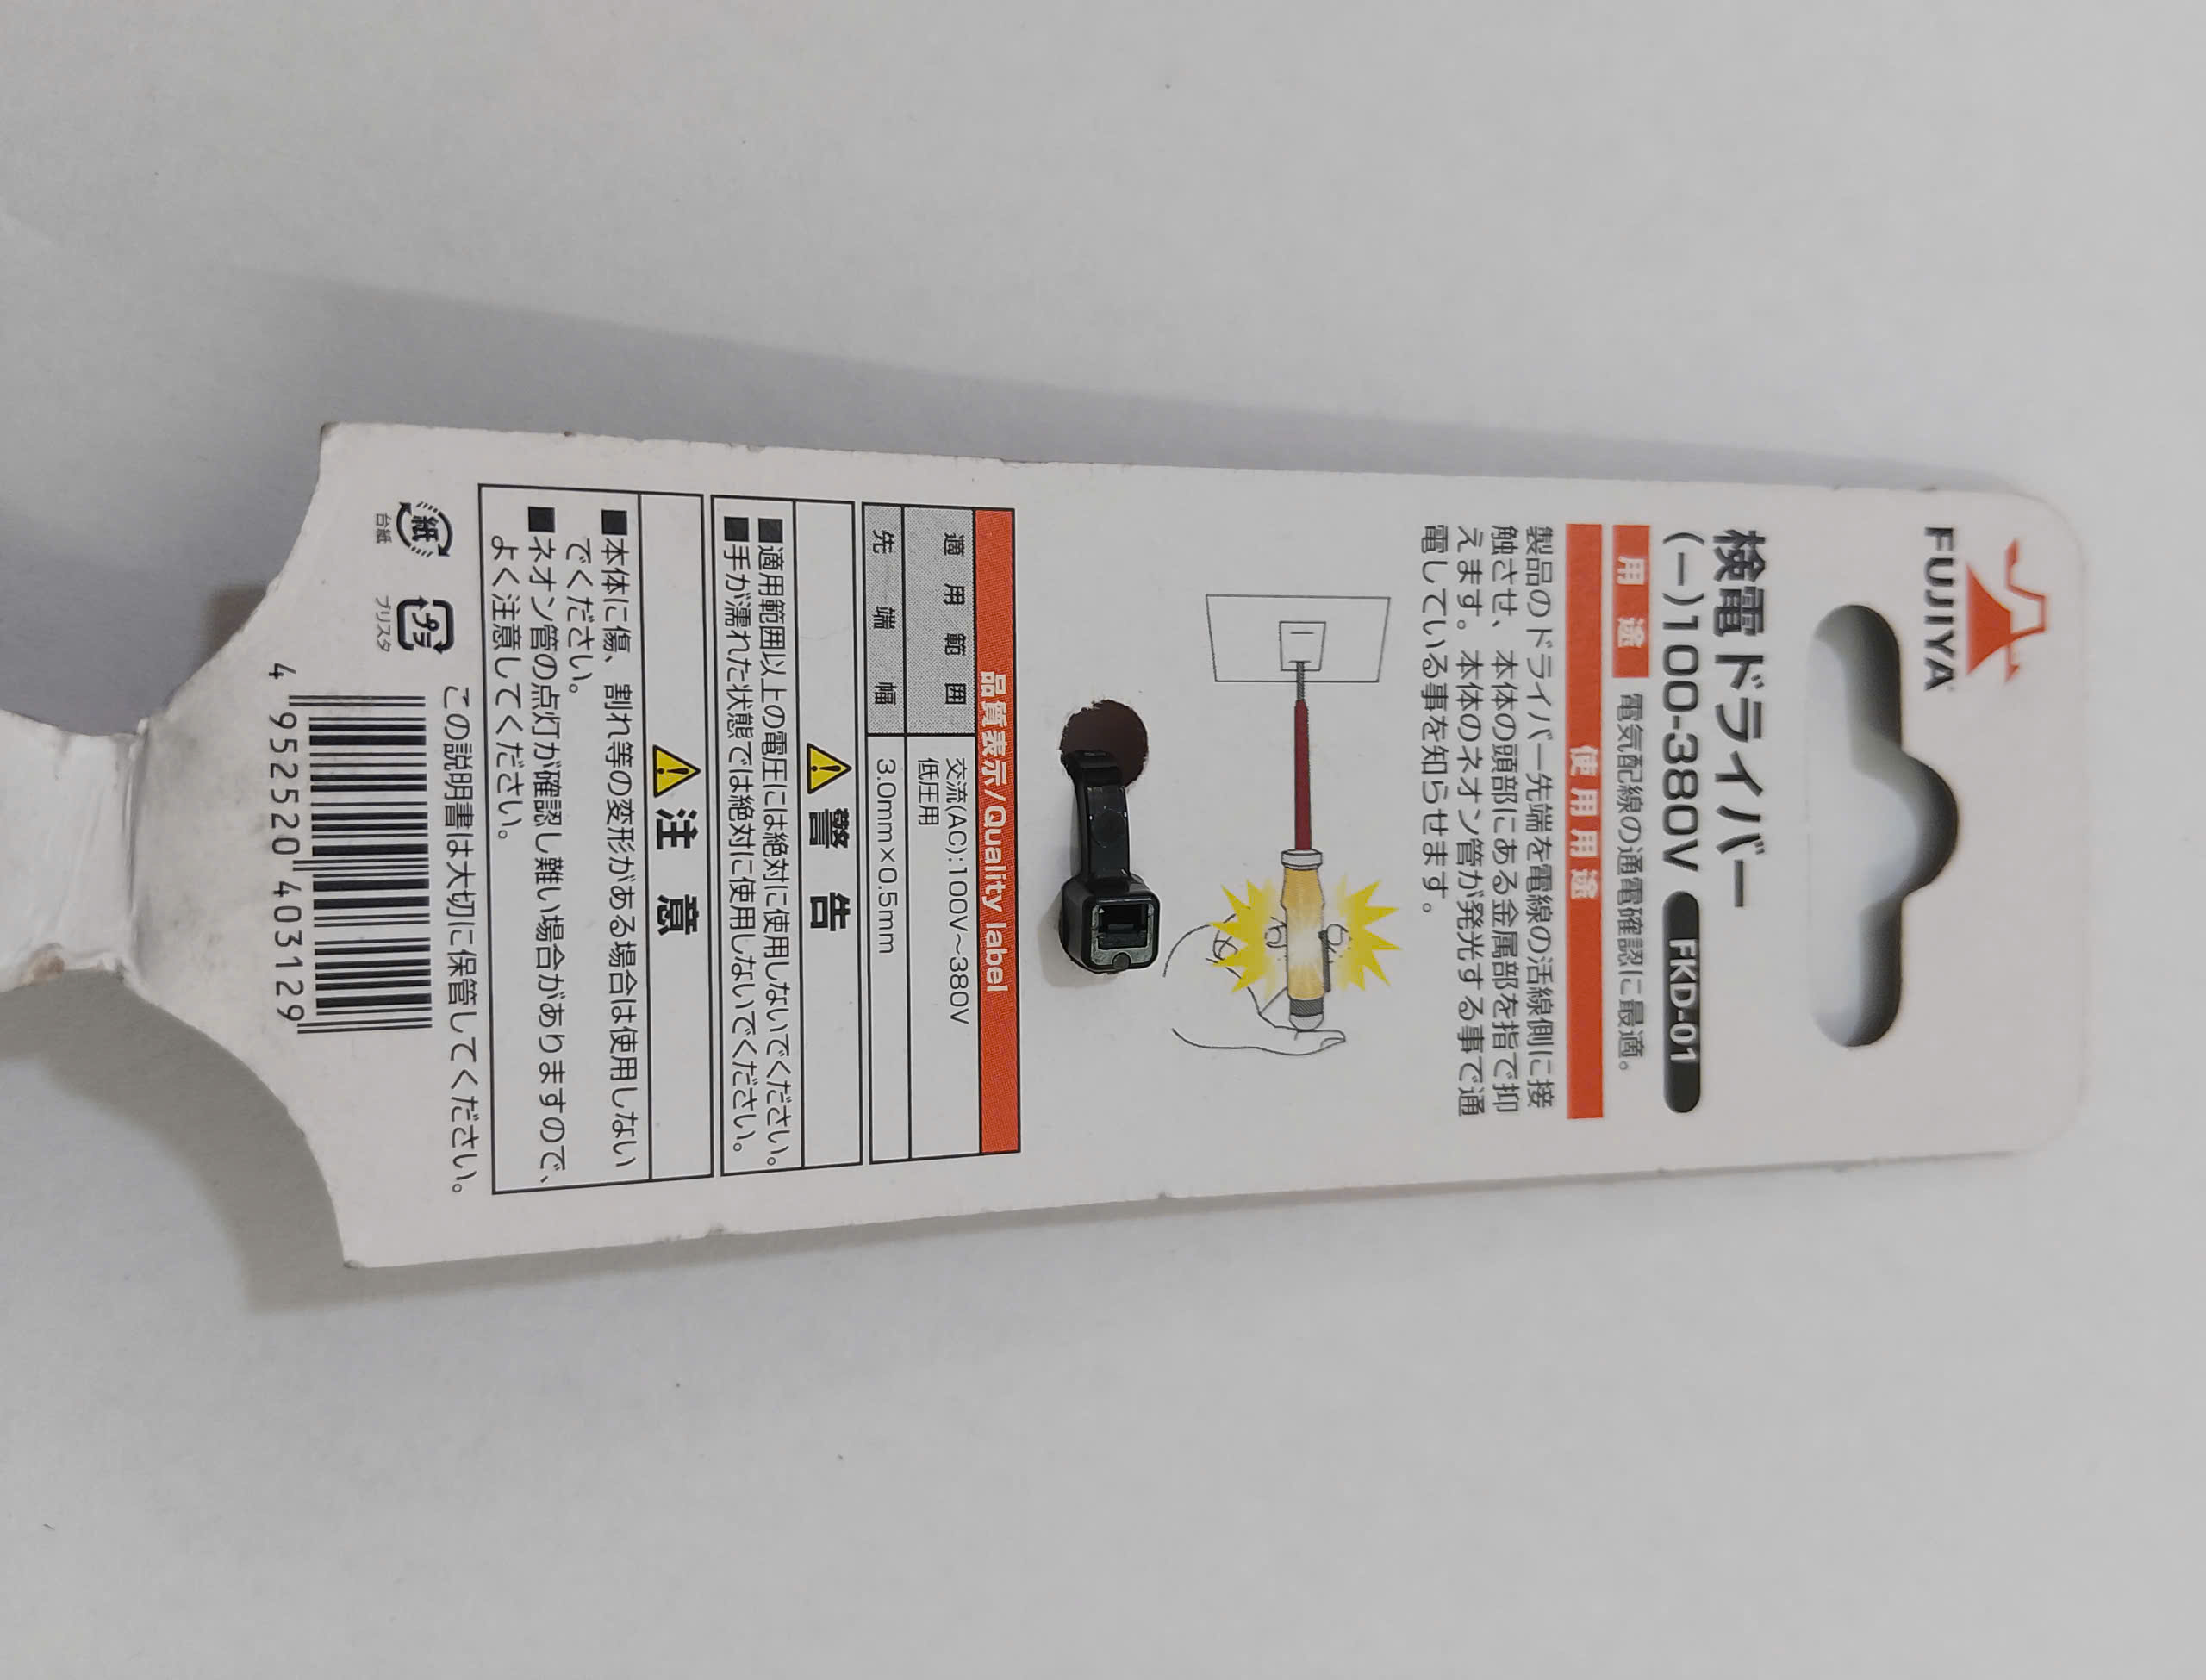 FUJIYA
検電ドライバー
(−)100-380V FKD-01
用途 電気配線の通電確認に最適。
使用用途
製品のドライバー先端を電線の活線側に接
触させ、本体の頭部にある金属部を指で抑
えます。本体のネオン管が発光する事で通
電している事を知らせます。
品質表示/Quality label
適用範囲 交流(AC):100V~380V
低圧用
先端幅 3.0mm×0.5mm
警告
■適用範囲以上の電圧には絶対に使用しないでください。
■手が濡れた状態では絶対に使用しないでください。
注意
■本体に傷、割れ等の変形がある場合は使用しない
でください。
■ネオン管の点灯が確認し難い場合がありますので、
よく注意してください。
この説明書は大切に保管してください。
紙
台紙
プラ
ブリスタ
4 952520 403129